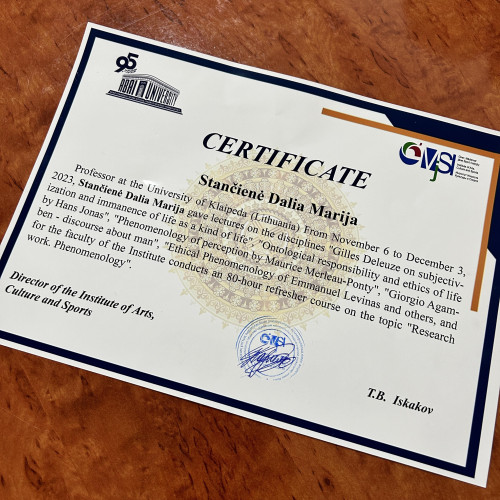 95
ABAI UNIVERSITY
CERTIFICATE
Stančienė Dalia Marija
Professor at the University of Klaipeda (Lithuania) From November 6 to December 3,
2023, Stančienė Dalia Marija gave lectures on the disciplines "Gilles Deleuze on subjectiv-
ization and immanence of life as a kind of life", "Ontological responsibility and ethics of life
by Hans Jonas", "Phenomenology of perception by Maurice Merleau-Ponty", "Giorgio Agam-
ben - discourse about man", "Ethical Phenomenology of Emmanuel Levinas and others, and
for the faculty of the Institute conducts an 80-hour refresher course on the topic "Research
work. Phenomenology".
Director of the Institute of Arts,
Culture and Sports
T.B. Iskakov